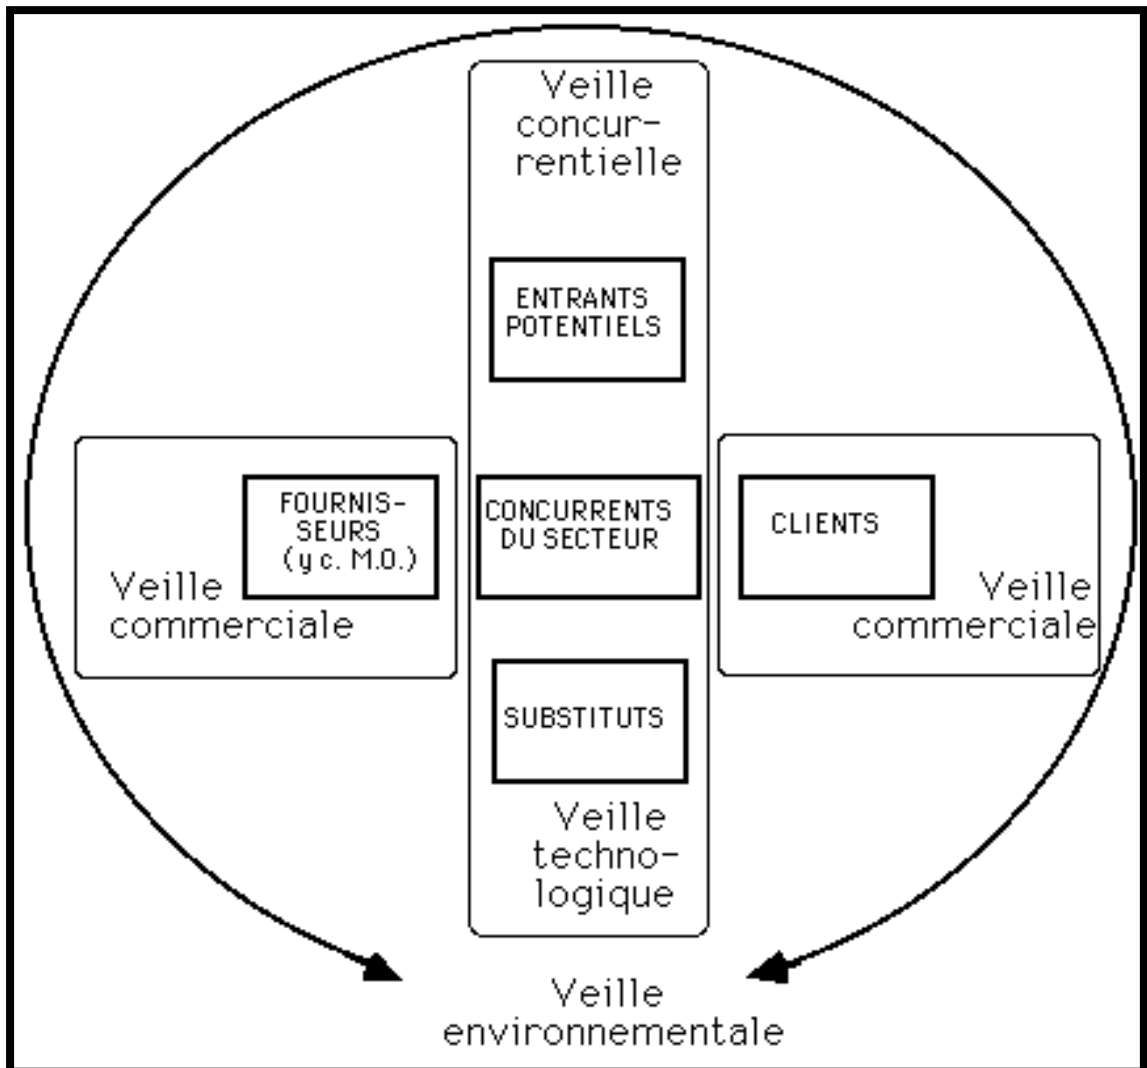 Veille
concur-
rentielle
ENTRANTS
POTENTIELS
FOURNIS-
SEURS
(y c. M.O.)
Veille
commerciale
CONCURRENTS
DU SECTEUR
CLIENTS
Veille
commerciale
SUBSTITUTS
Veille
techno-
logique
Veille
environnementale